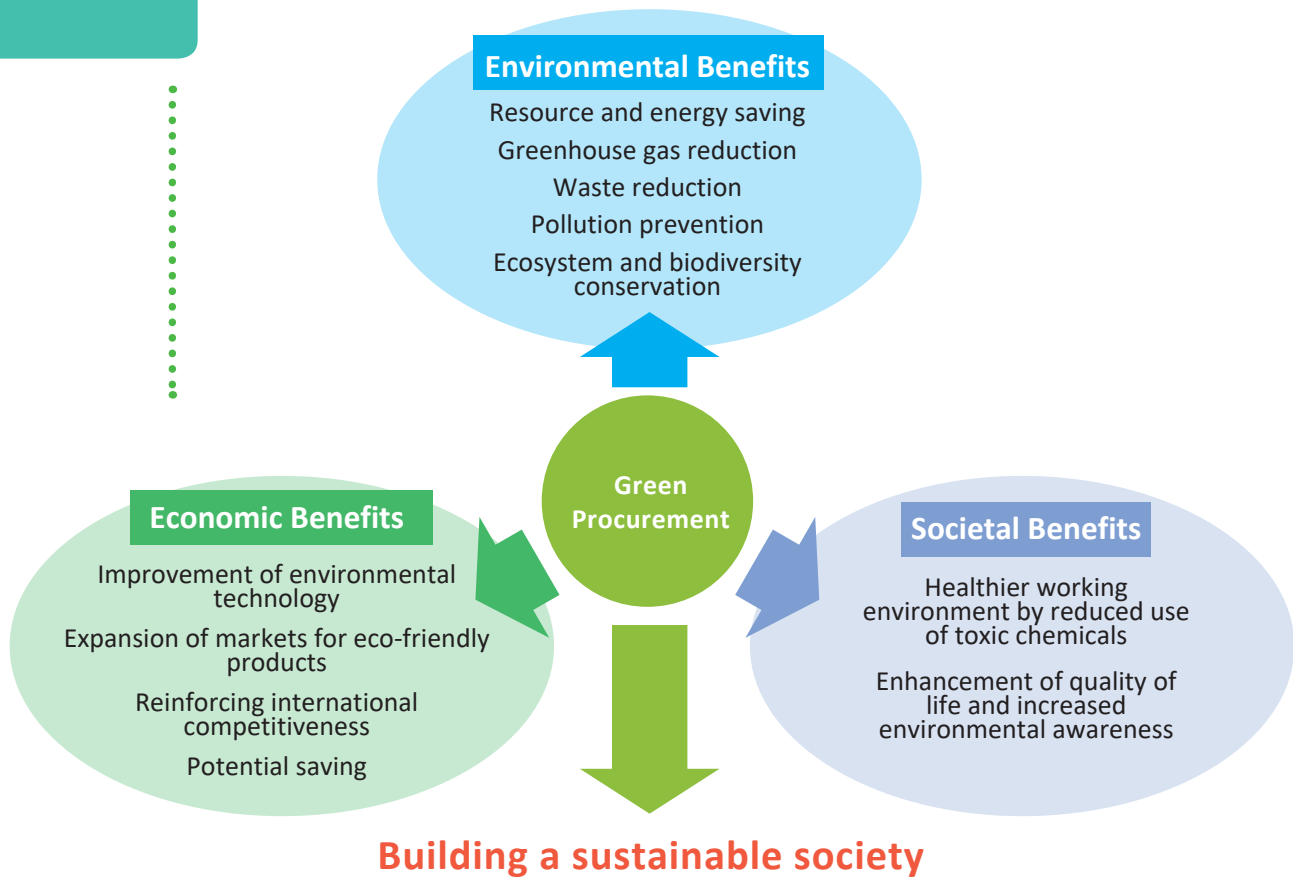 Environmental Benefits
Resource and energy saving
Greenhouse gas reduction
Waste reduction
Pollution prevention
Ecosystem and biodiversity
conservation
Green
Procurement
Economic Benefits
Improvement of environmental
technology
Expansion of markets for eco-friendly
products
Reinforcing international
competitiveness
Potential saving
Societal Benefits
Healthier working
environment by reduced use
of toxic chemicals
Enhancement of quality of
life and increased
environmental awareness
Building a sustainable society